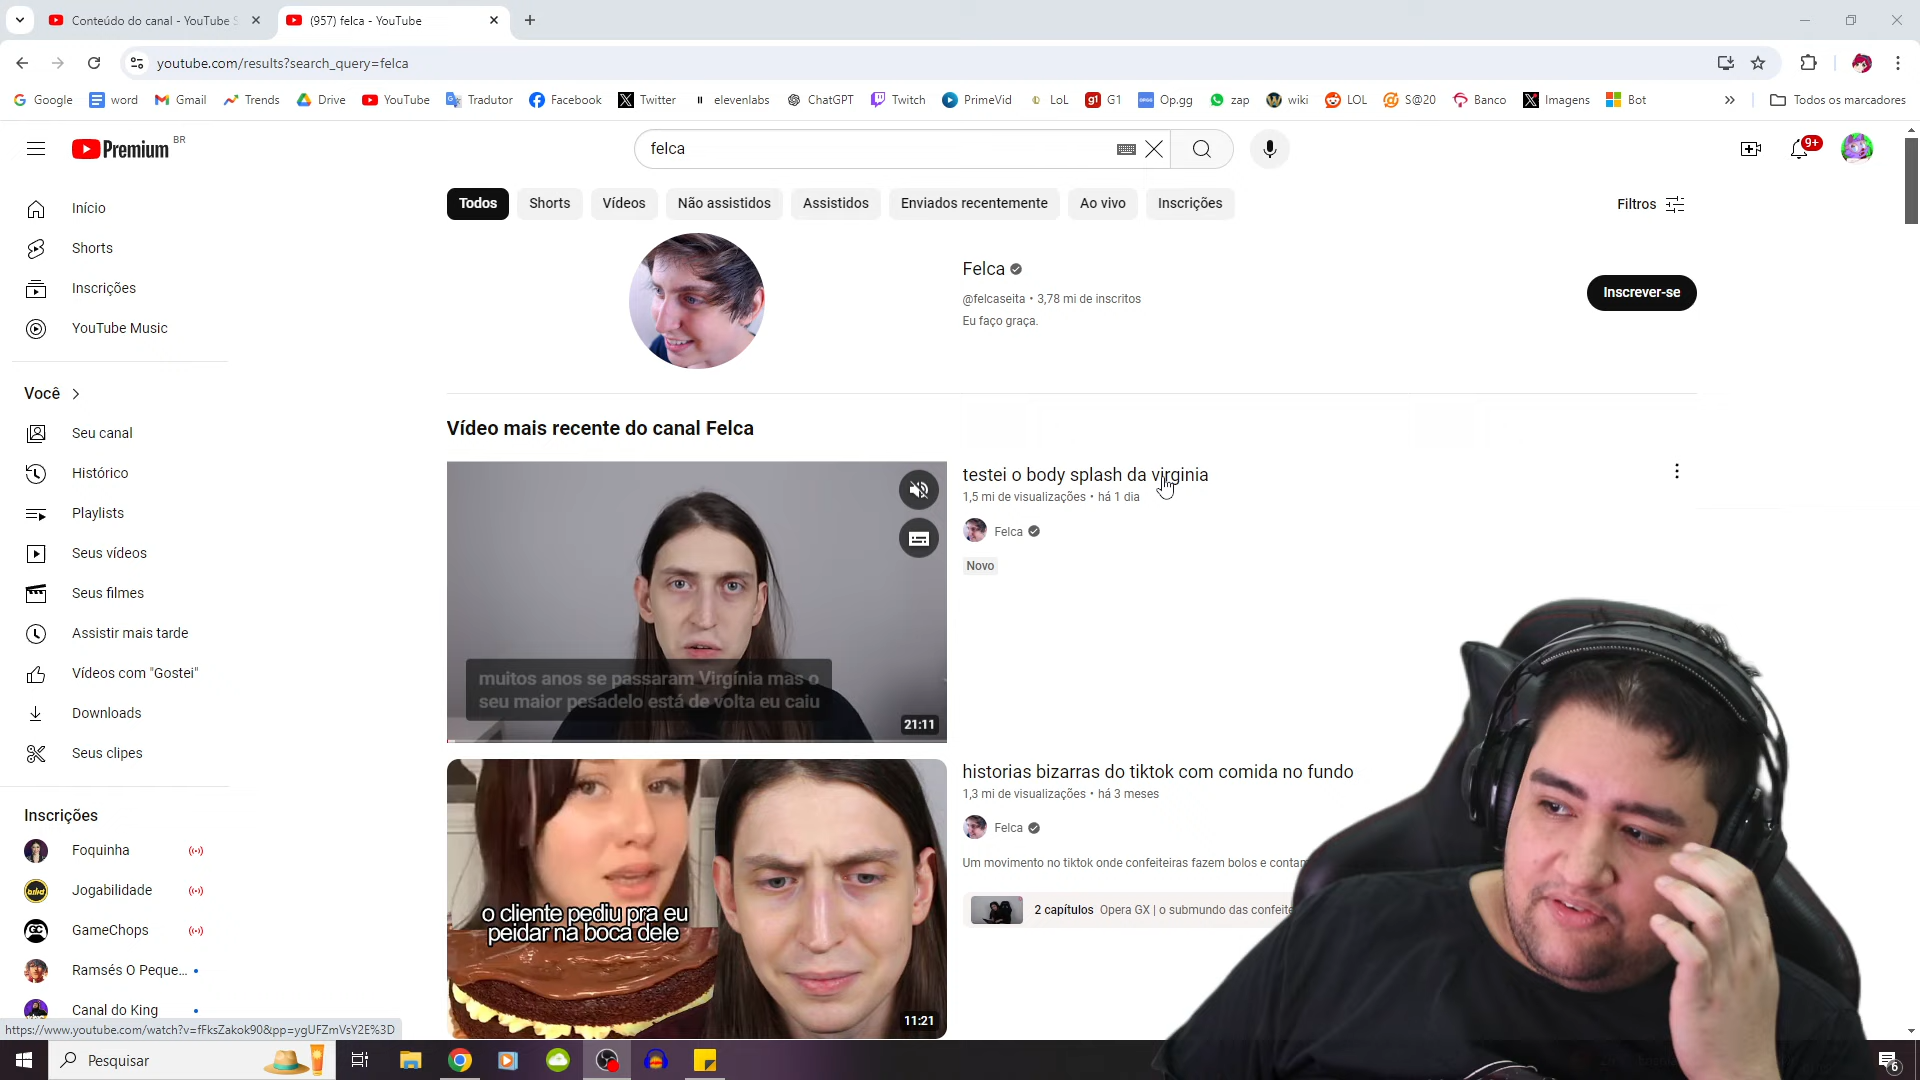 Conteúdo do canal - YouTube S
(957) felca - YouTube
youtube.com/results?search_query=felca
Google
word
Gmail
Trends
Drive
YouTube
Tradutor
Facebook
Twitter
elevenlabs
ChatGPT
Twitch
PrimeVid
LoL
G1
Op.gg
zap
wiki
LOL
S@20
Banco
Imagens
Bot
Todos os marcadores
Premium
BR
felca
9+
Todos
Shorts
Vídeos
Não assistidos
Assistidos
Enviados recentemente
Ao vivo
Inscrições
Filtros
Início
Shorts
Inscrições
YouTube Music
Você
Seu canal
Histórico
Playlists
Seus vídeos
Seus filmes
Assistir mais tarde
Vídeos com "Gostei"
Downloads
Seus clipes
Inscrições
Foquinha
Jogabilidade
GameChops
Ramsés O Peque...
Canal do King
Felca
@felcaseita • 3,78 mi de inscritos
Eu faço graça.
Inscrever-se
Vídeo mais recente do canal Felca
muitos anos se passaram Virgínia mas o
seu maior pesadelo está de volta eu caiu
21:11
testei o body splash da virginia
1,5 mi de visualizações • há 1 dia
Felca
Novo
o cliente pediu pra eu
peidar na boca dele
11:21
historias bizarras do tiktok com comida no fundo
1,3 mi de visualizações • há 3 meses
Felca
Um movimento no tiktok onde confeiteiras fazem bolos e contam
2 capítulos Opera GX | o submundo das confeite
https://www.youtube.com/watch?v=fFksZakok90&pp=ygUFZmVsY2E%3D
Pesquisar
6